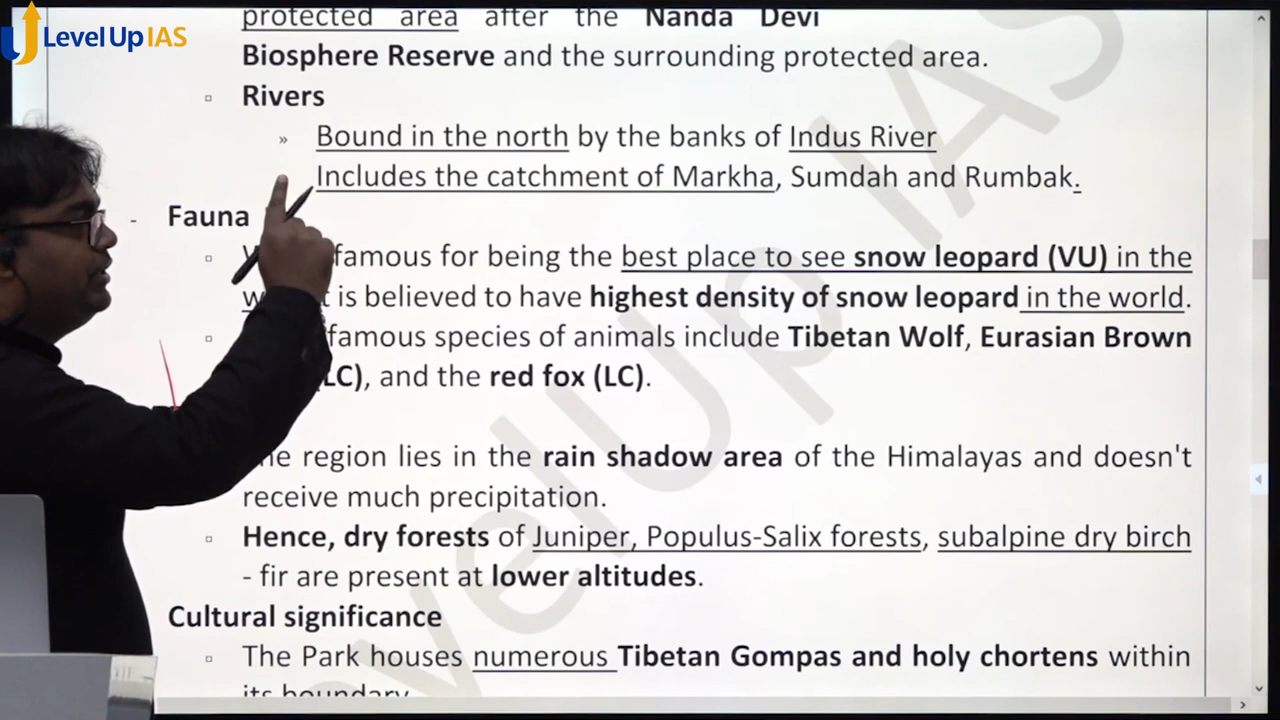 LevelUp IAS
protected area after the Nanda Devi
Biosphere Reserve and the surrounding protected area.
▫ Rivers
» Bound in the north by the banks of Indus River
» Includes the catchment of Markha, Sumdah and Rumbak.
- Fauna
▫ famous for being the best place to see snow leopard (VU) in the
is believed to have highest density of snow leopard in the world.
▫ famous species of animals include Tibetan Wolf, Eurasian Brown
LC), and the red fox (LC).
region lies in the rain shadow area of the Himalayas and doesn't
receive much precipitation.
▫ Hence, dry forests of Juniper, Populus-Salix forests, subalpine dry birch
- fir are present at lower altitudes.
Cultural significance
▫ The Park houses numerous Tibetan Gompas and holy chortens within
its boundary
LevelUp IAS